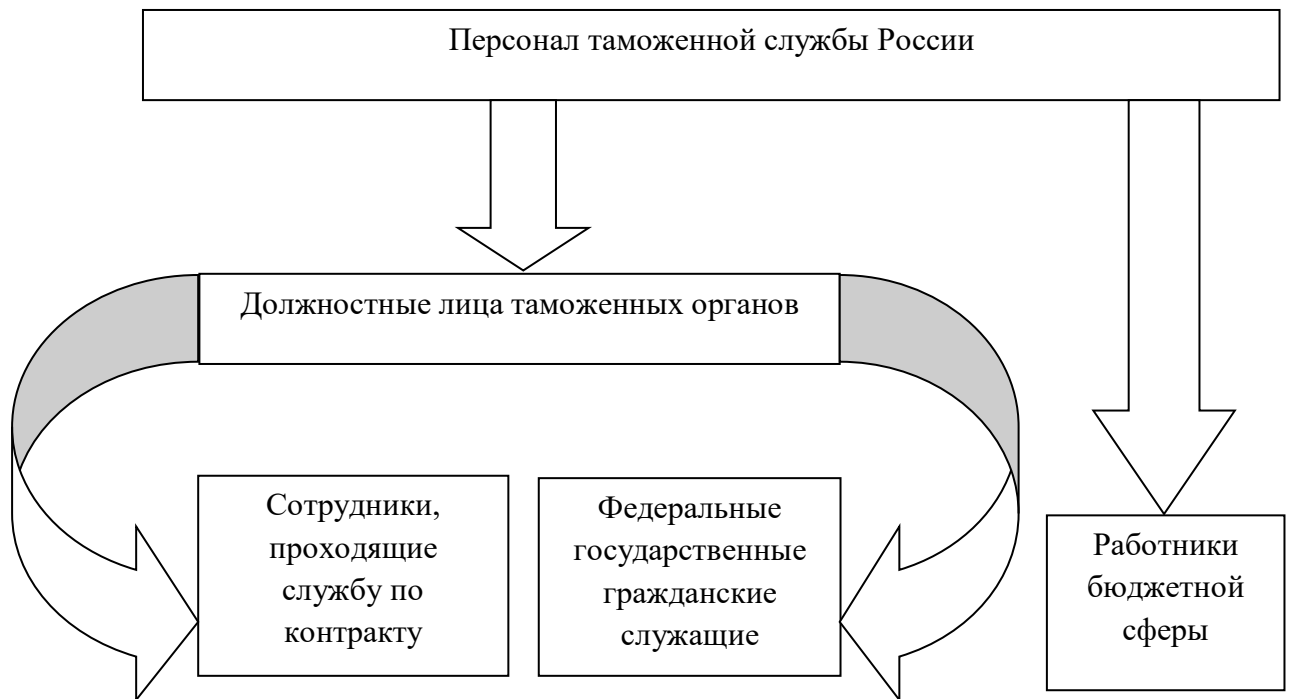 Персонал таможенной службы России
Должностные лица таможенных органов
Сотрудники,
проходящие
службу по
контракту
Федеральные
государственные
гражданские
служащие
Работники
бюджетной
сферы